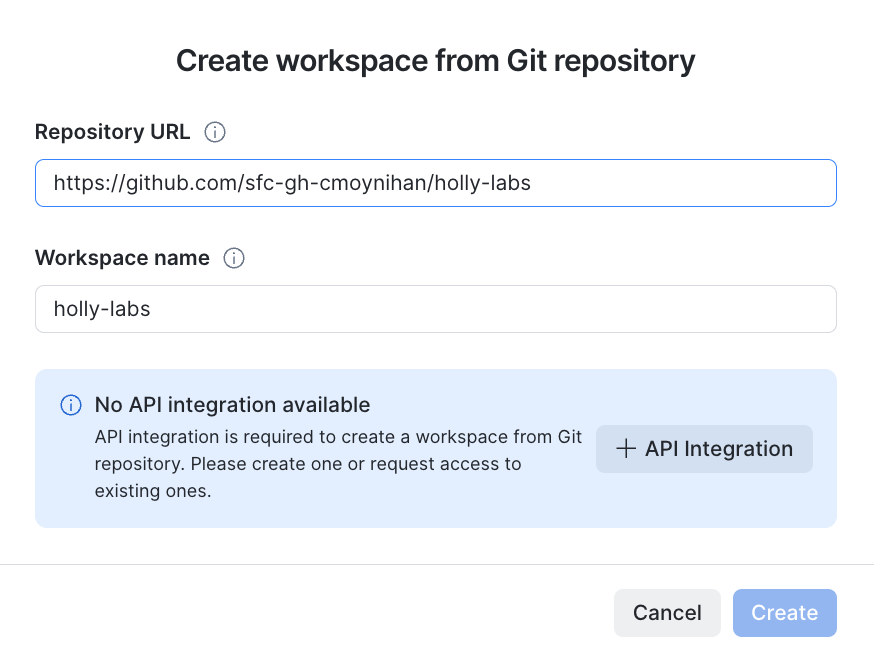 Create workspace from Git repository
Repository URL
https://github.com/sfc-gh-cmoynihan/holly-labs
Workspace name
holly-labs
No API integration available
API integration is required to create a workspace from Git
repository. Please create one or request access to
existing ones.
+ API Integration
Cancel
Create